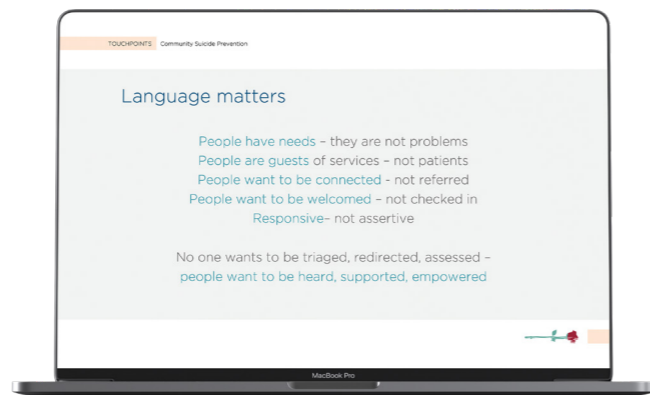 TOUCHPOINTS Community Suicide Prevention
Language matters
People have needs – they are not problems
People are guests of services – not patients
People want to be connected - not referred
People want to be welcomed – not checked in
Responsive– not assertive
No one wants to be triaged, redirected, assessed –
people want to be heard, supported, empowered
MacBook Pro